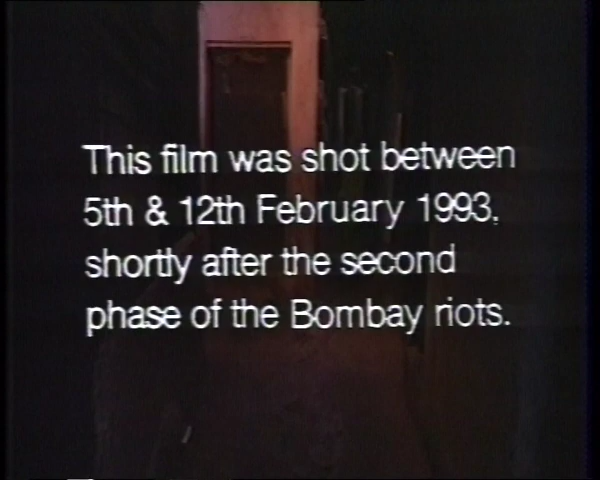 This film was shot between
5th & 12th February 1993,
shortly after the second
phase of the Bombay riots.